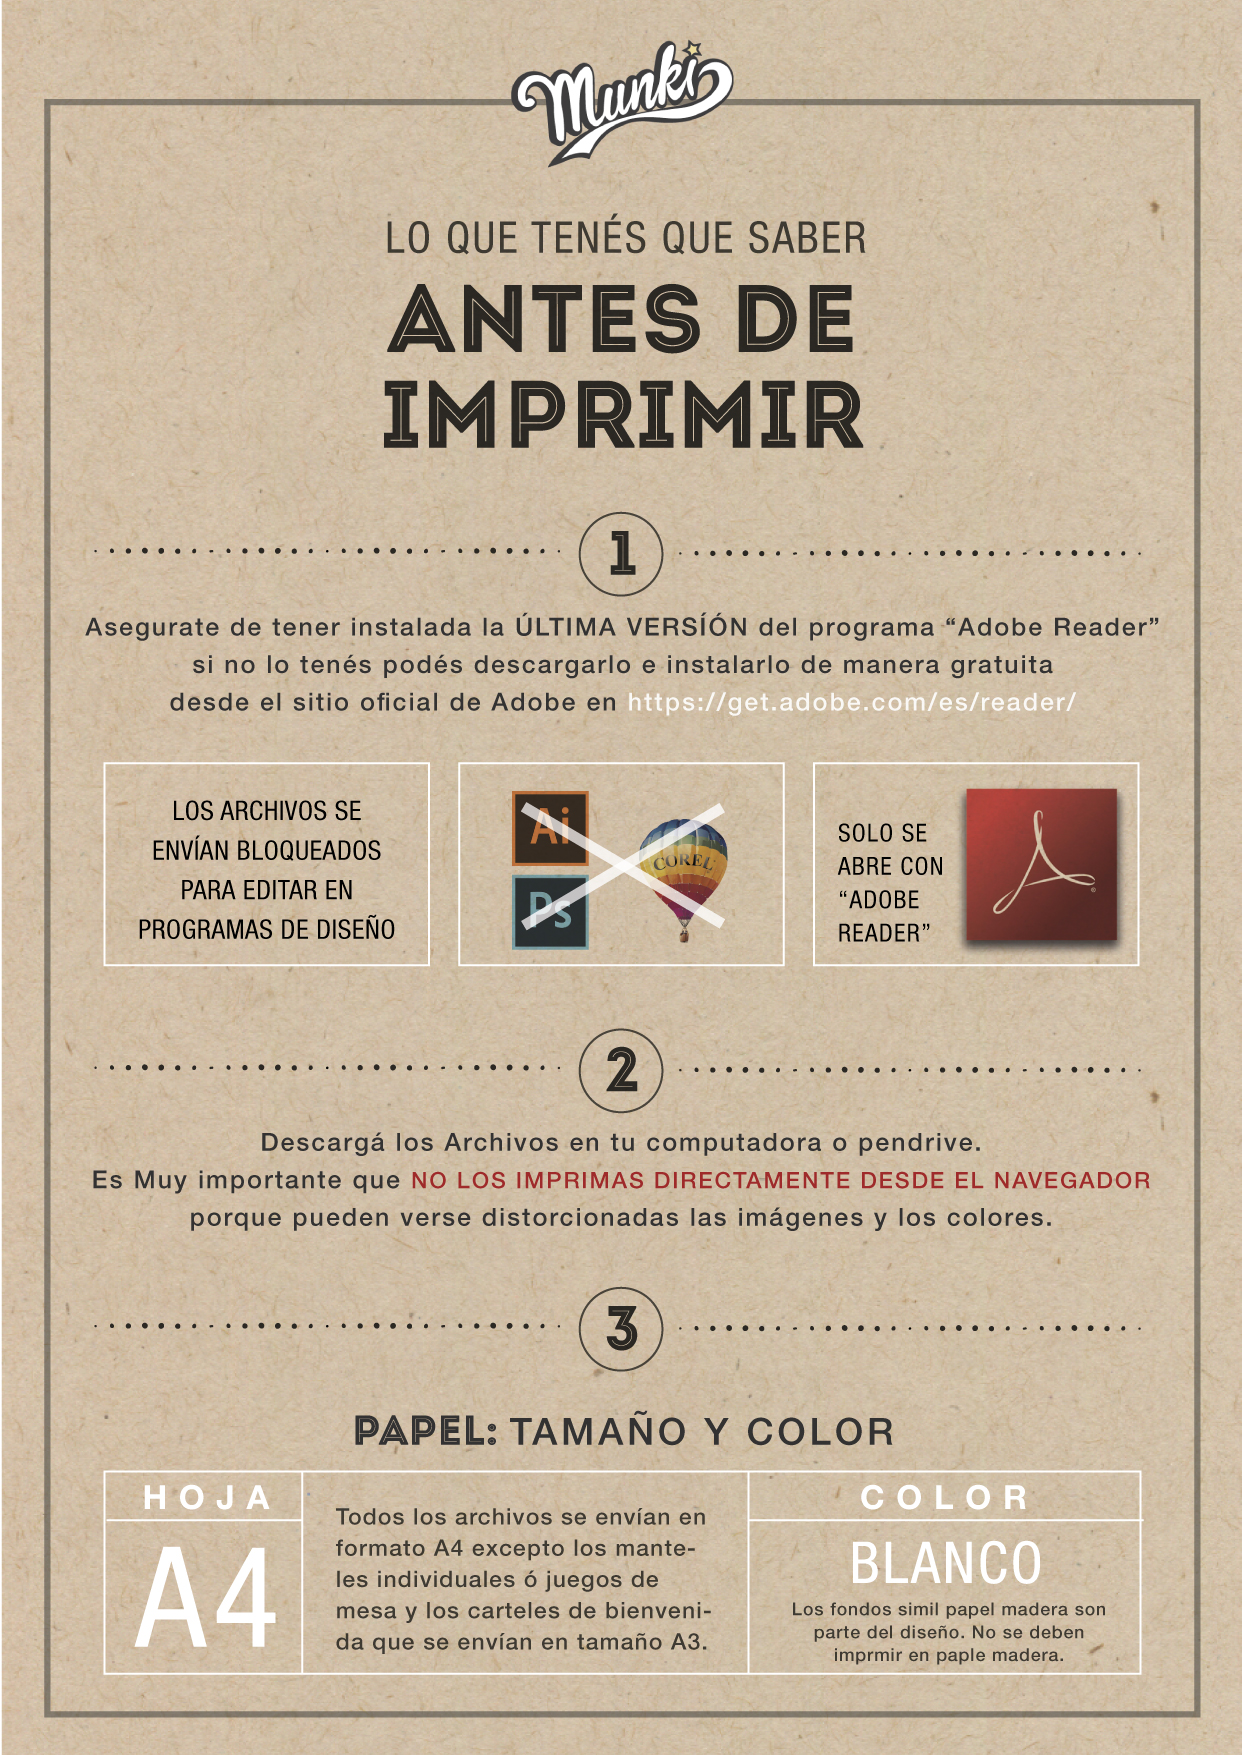 Munki
LO QUE TENÉS QUE SABER
ANTES DE
IMPRIMIR
1
Asegurate de tener instalada la ÚLTIMA VERSÍÓN del programa “Adobe Reader”
si no lo tenés podés descargarlo e instalarlo de manera gratuita
desde el sitio oficial de Adobe en https://get.adobe.com/es/reader/
LOS ARCHIVOS SE
ENVÍAN BLOQUEADOS
PARA EDITAR EN
PROGRAMAS DE DISEÑO
Ai
Ps
COREL
SOLO SE
ABRE CON
“ADOBE
READER”
2
Descargá los Archivos en tu computadora o pendrive.
Es Muy importante que NO LOS IMPRIMAS DIRECTAMENTE DESDE EL NAVEGADOR
porque pueden verse distorcionadas las imágenes y los colores.
3
PAPEL: TAMAÑO Y COLOR
HOJA
A4
Todos los archivos se envían en
formato A4 excepto los mante-
les individuales ó juegos de
mesa y los carteles de bienveni-
da que se envían en tamaño A3.
COLOR
BLANCO
Los fondos simil papel madera son
parte del diseño. No se deben
imprmir en paple madera.